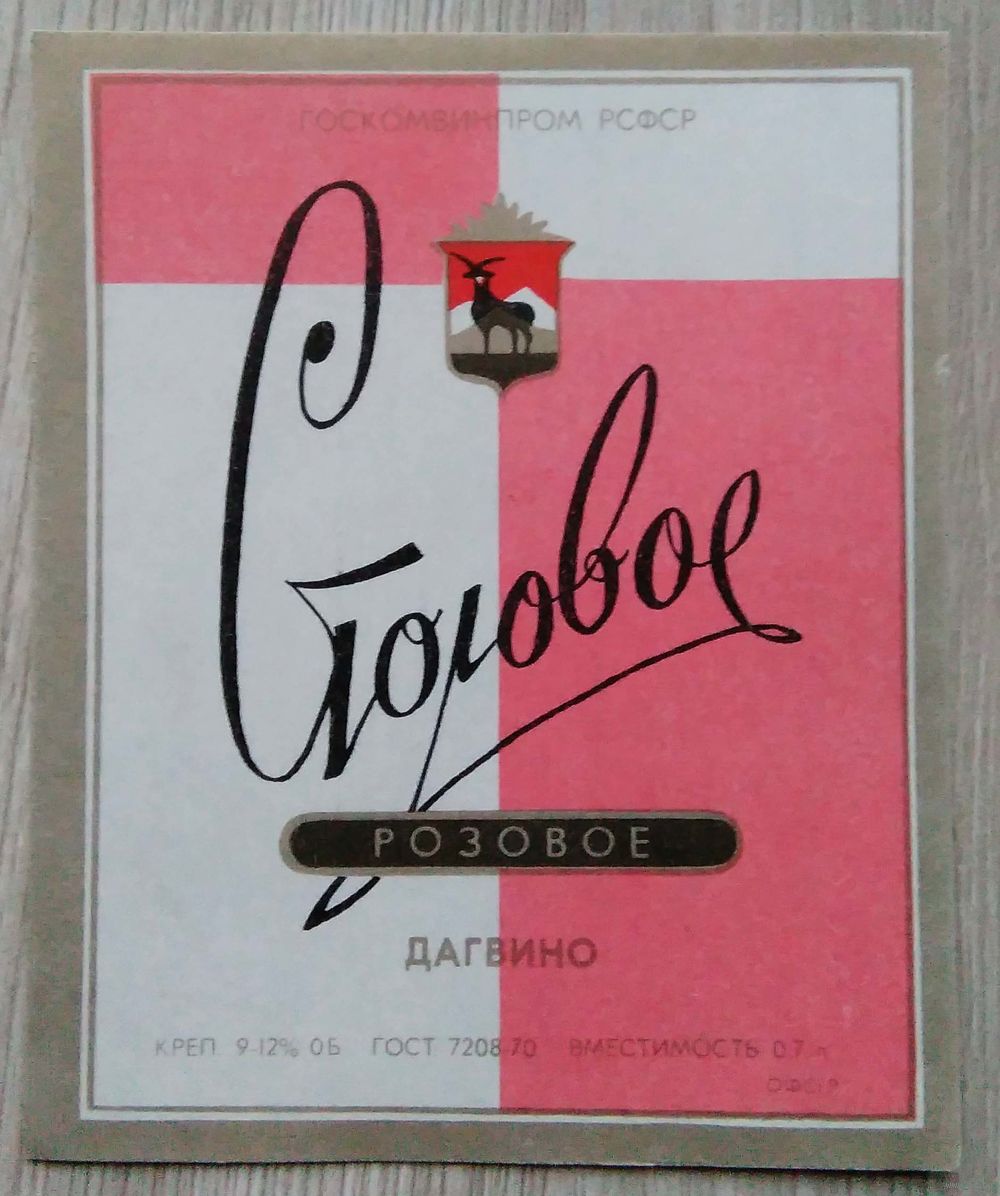 ГОСКОМВИНПРОМ РСФСР
Столовое
РОЗОВОЕ
ДАГВИНО
КРЕП. 9-12% ОБ ГОСТ 7208-70 ВМЕСТИМОСТЬ 0,7 л